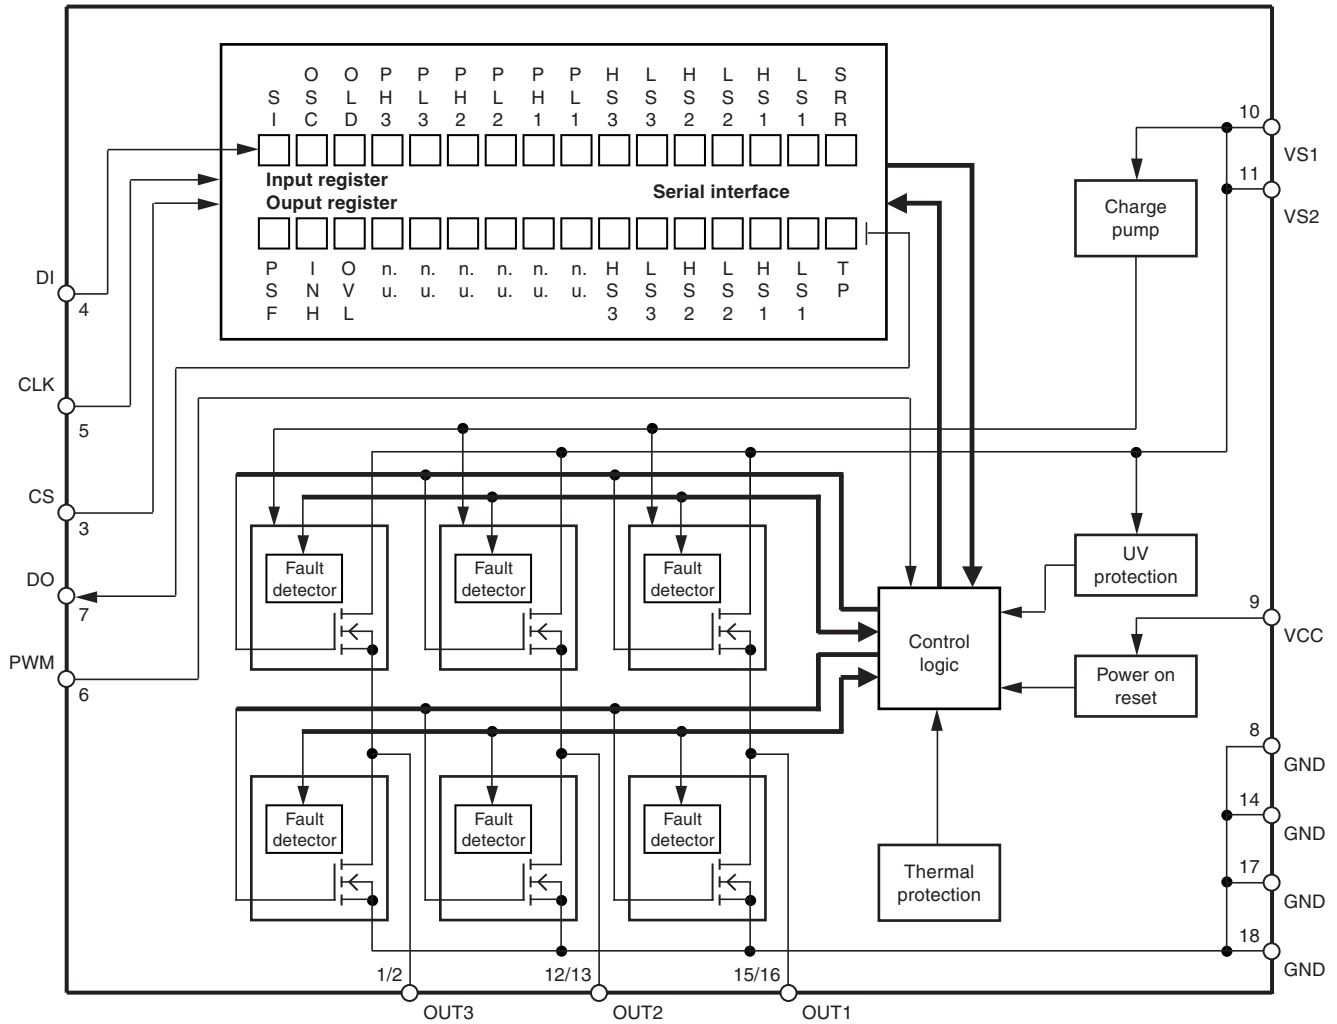 O O P P P P P P H L H L H L S
S S L H L H L H L S S S S S S R
I C D 3 3 2 2 1 1 3 3 2 2 1 1 R
Input register
Ouput register
Serial interface
P I O n. n. n. n. n. n. H L H L H L T
S N V u. u. u. u. u. u. S S S S S S P
F H L 3 3 2 2 1 1
DI
4
CLK
5
CS
3
DO
7
PWM
6
10
VS1
11
VS2
Charge
pump
Fault
detector
Fault
detector
Fault
detector
UV
protection
Control
logic
9
VCC
Power on
reset
Fault
detector
Fault
detector
Fault
detector
Thermal
protection
8
GND
14
GND
17
GND
18
GND
1/2
OUT3
12/13
OUT2
15/16
OUT1